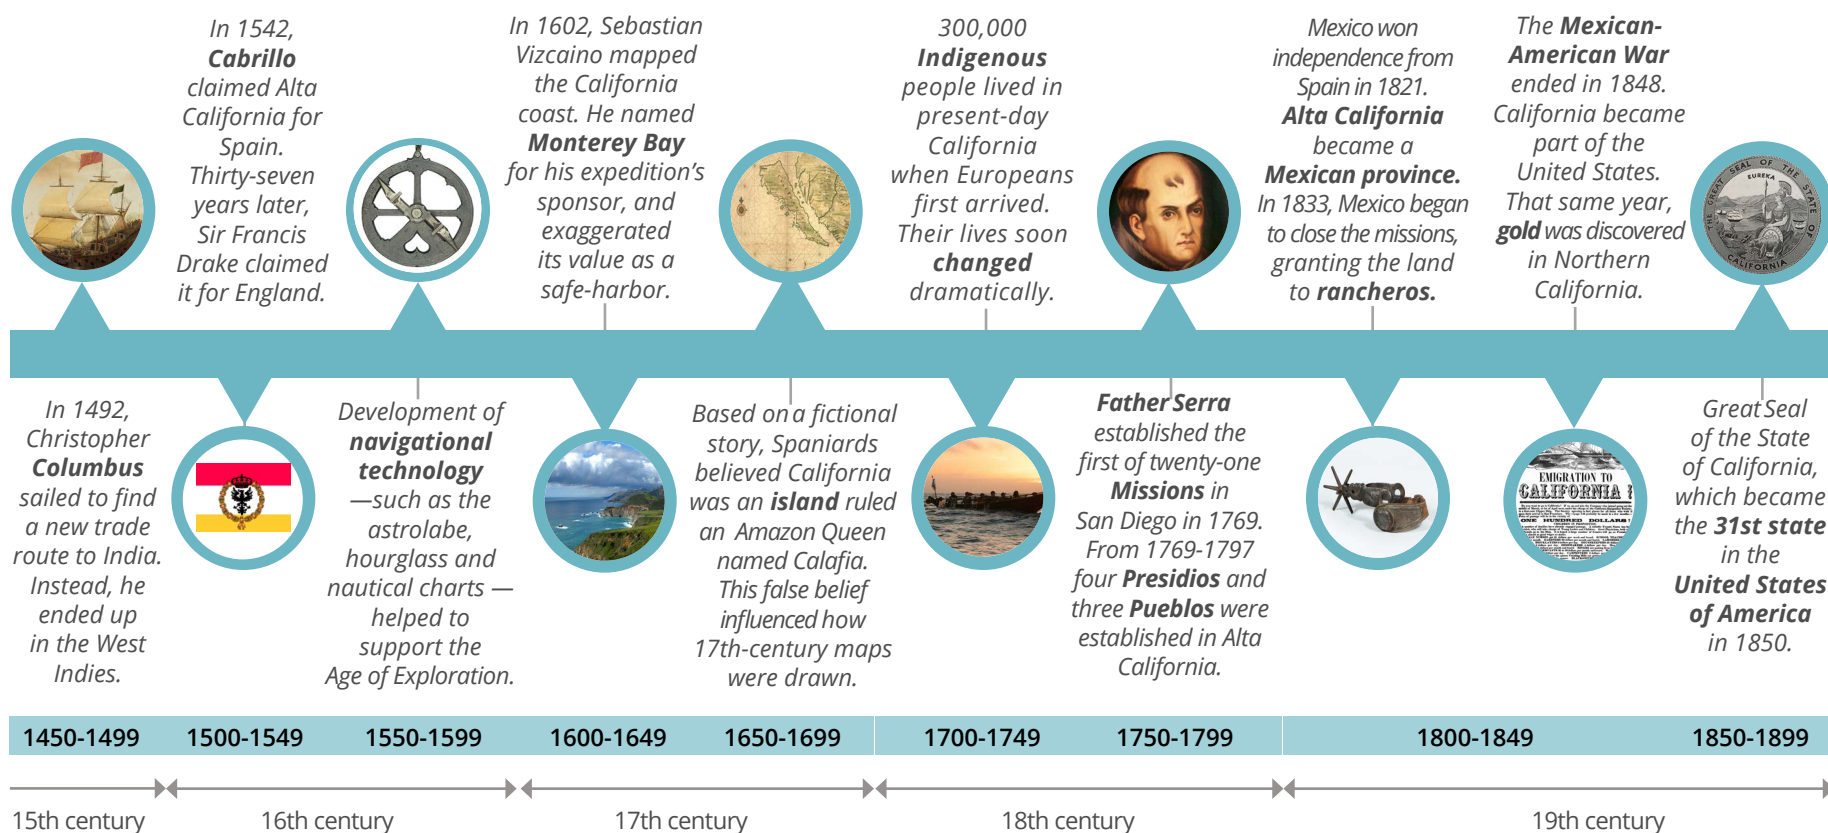 In 1542,
Cabrillo
claimed Alta
California for
Spain.
Thirty-seven
years later,
Sir Francis
Drake claimed
it for England.
In 1602, Sebastian
Vizcaino mapped
the California
coast. He named
Monterey Bay
for his expedition’s
sponsor, and
exaggerated
its value as a
safe-harbor.
300,000
Indigenous
people lived in
present-day
California
when Europeans
first arrived.
Their lives soon
changed
dramatically.
Mexico won
independence from
Spain in 1821.
Alta California
became a
Mexican province.
In 1833, Mexico began
to close the missions,
granting the land
to rancheros.
The Mexican-
American War
ended in 1848.
California became
part of the
United States.
That same year,
gold was discovered
in Northern
California.
THE GREAT SEAL OF THE STATE OF
EUREKA
CALIFORNIA
In 1492,
Christopher
Columbus
sailed to find
a new trade
route to India.
Instead, he
ended up
in the West
Indies.
Development of
navigational
technology
—such as the
astrolabe,
hourglass and
nautical charts —
helped to
support the
Age of Exploration.
Based on a fictional
story, Spaniards
believed California
was an island ruled
an Amazon Queen
named Calafia.
This false belief
influenced how
17th-century maps
were drawn.
Father Serra
established the
first of twenty-one
Missions in
San Diego in 1769.
From 1769-1797
four Presidios and
three Pueblos were
established in Alta
California.
EMIGRATION TO
CALIFORNIA !
ONE HUNDRED DOLLARS!
Great Seal
of the State
of California,
which became
the 31st state
in the
United States
of America
in 1850.
1450-1499
1500-1549
1550-1599
1600-1649
1650-1699
1700-1749
1750-1799
1800-1849
1850-1899
15th century
16th century
17th century
18th century
19th century